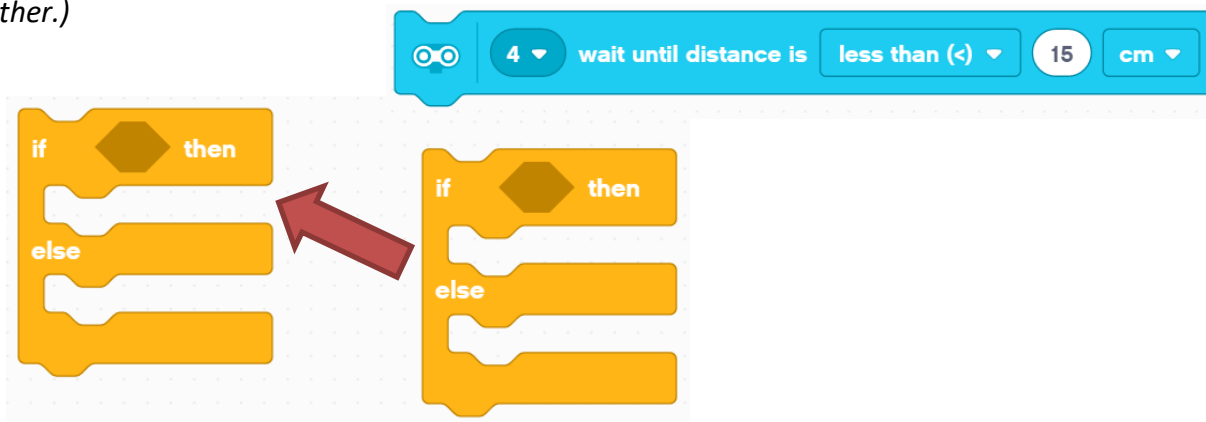 ther.)
4 wait until distance is less than (<) 15 cm
if then
else
if then
else